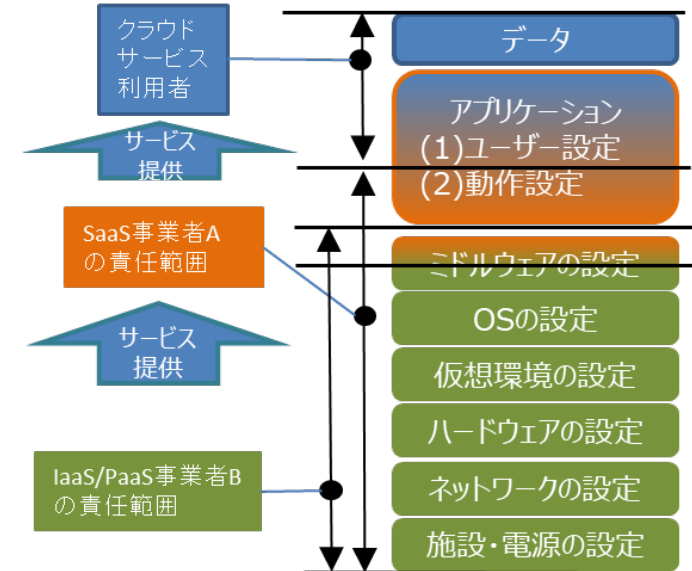 クラウド
サービス
利用者
データ
アプリケーション
(1)ユーザー設定
(2)動作設定
サービス
提供
SaaS事業者A
の責任範囲
ミドルウェアの設定
OSの設定
サービス
提供
仮想環境の設定
ハードウェアの設定
IaaS/PaaS事業者B
の責任範囲
ネットワークの設定
施設・電源の設定